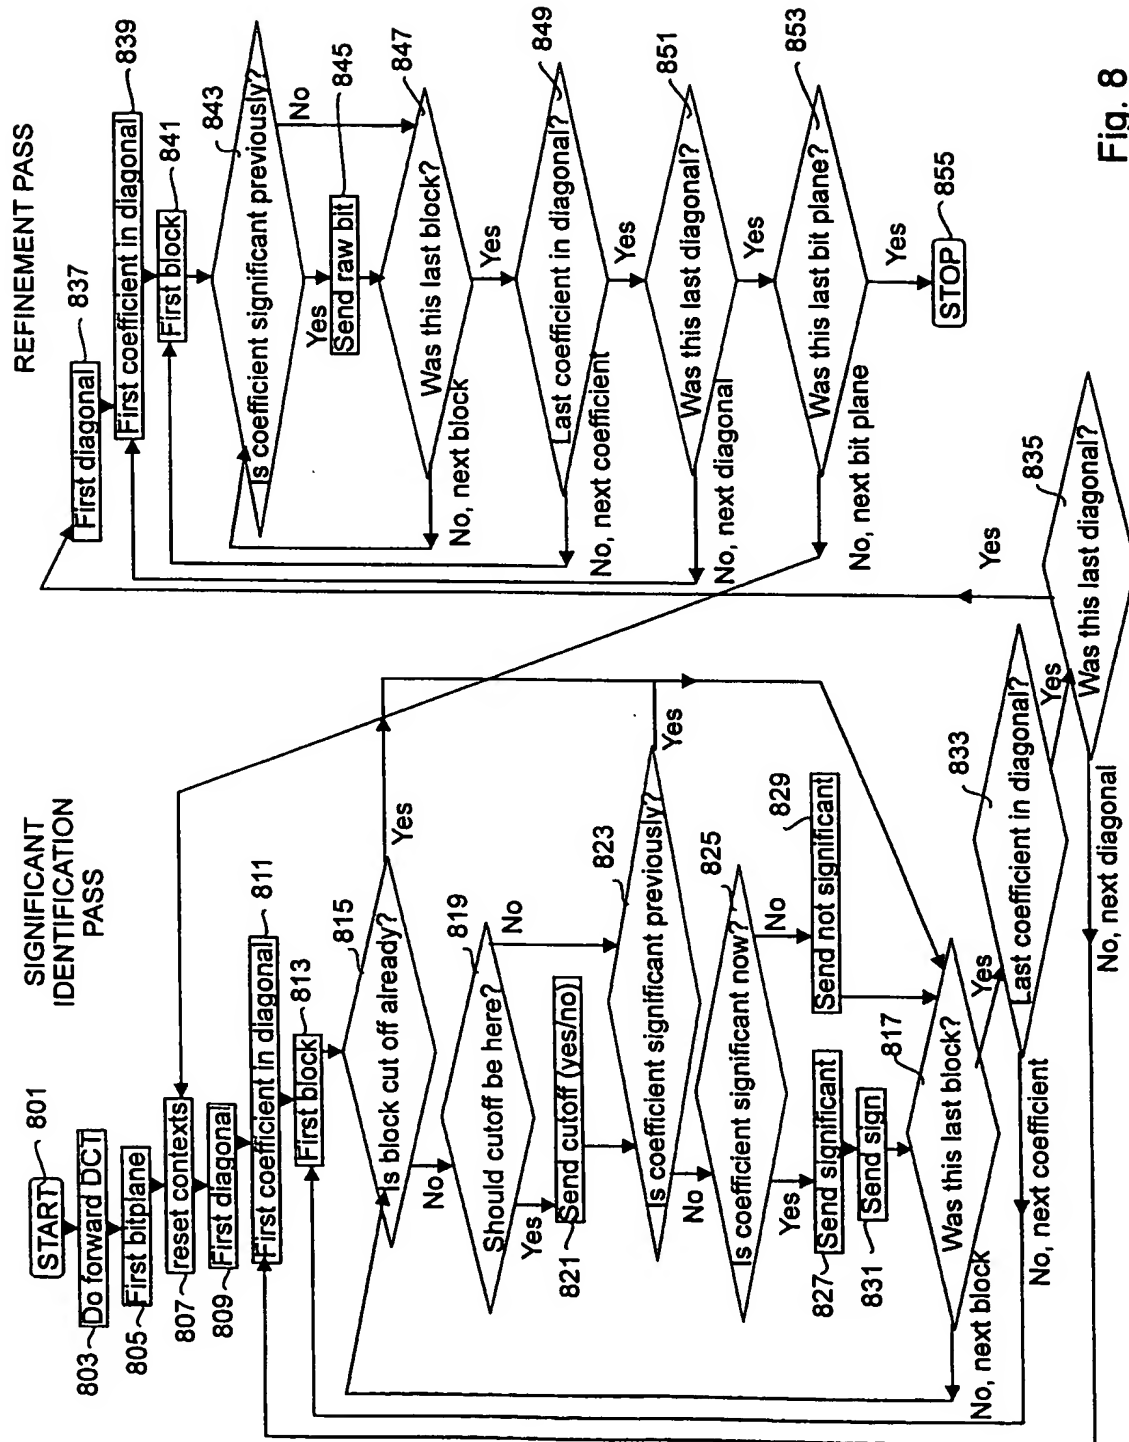 SIGNIFICANT
IDENTIFICATION
PASS
START
801
803
Do forward DCT
805
First bitplane
807
reset contexts
809
First diagonal
First coefficient in diagonal
811
First block
813
Is block cut off already?
815
Yes
No
Should cutoff be here?
819
No
Yes
Send cutoff (yes/no)
821
Is coefficient significant previously?
823
Yes
No
Is coefficient significant now?
825
No
Yes
Send not significant
829
Send significant
827
Send sign
831
Was this last block?
817
No, next block
Yes
Last coefficient in diagonal?
833
No, next coefficient
Yes
Was this last diagonal?
835
No, next diagonal
Yes
REFINEMENT PASS
First diagonal
837
First coefficient in diagonal
839
First block
841
Is coefficient significant previously?
843
No
Yes
Send raw bit
845
Was this last block?
847
No, next block
Yes
Last coefficient in diagonal?
849
No, next coefficient
Yes
Was this last diagonal?
851
No, next diagonal
Yes
Was this last bit plane?
853
No, next bit plane
Yes
STOP
855
Fig. 8